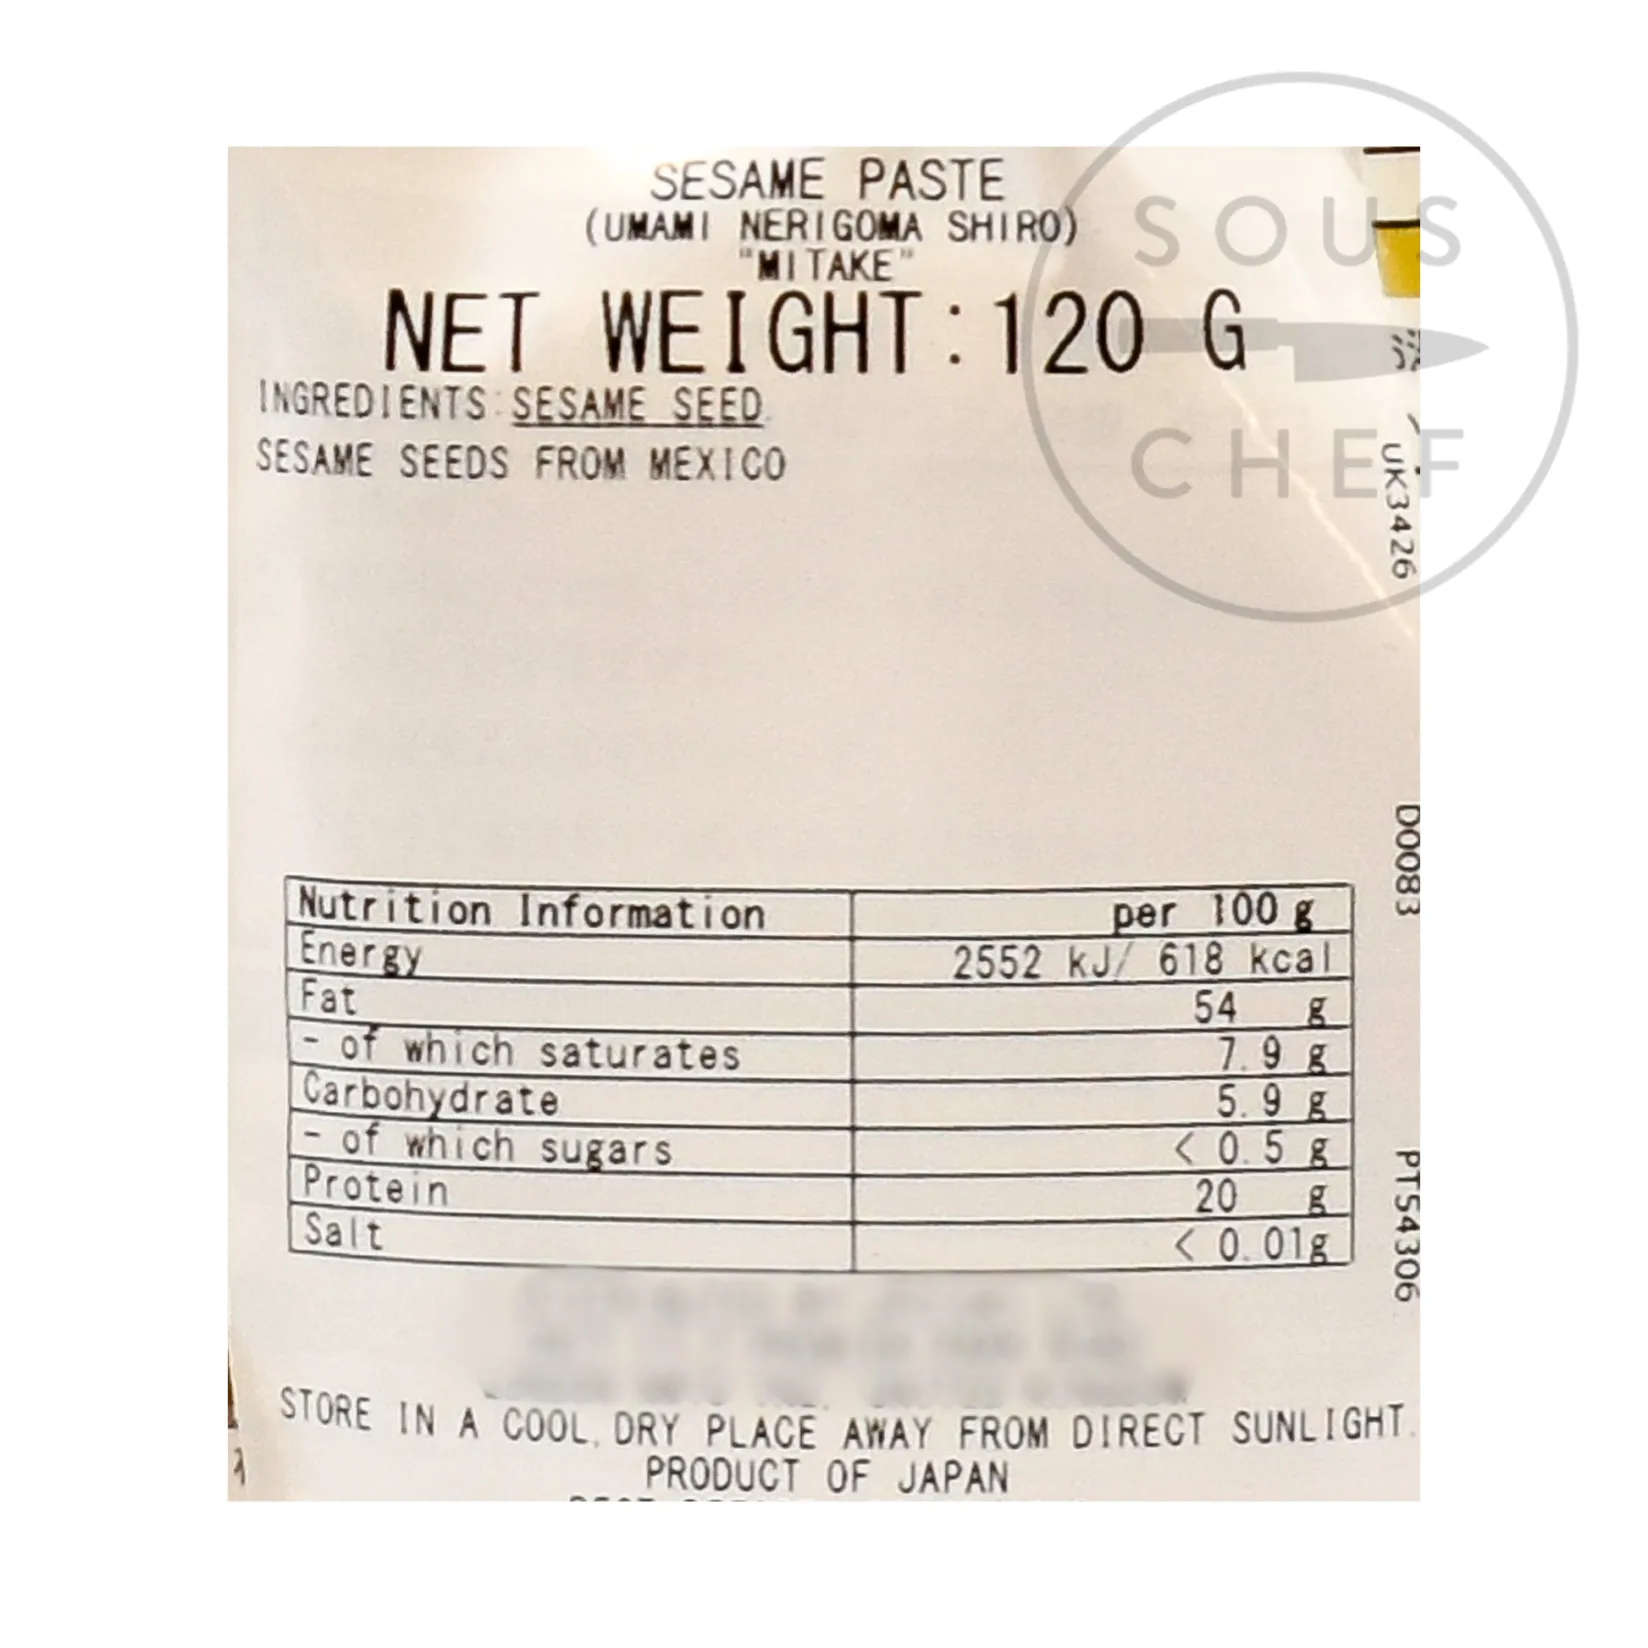 SESAME PASTE
(UMAMI NERIGOMA SHIRO)
"MITAKE"
NET WEIGHT:120 G
INGREDIENTS:SESAME SEED.
SESAME SEEDS FROM MEXICO
SOUS
CHEF
UK3426
D0083
PT54306
Nutrition Information per 100 g
Energy 2552 kJ/ 618 kcal
Fat 54 g
- of which saturates 7.9 g
Carbohydrate 5.9 g
- of which sugars < 0.5 g
Protein 20 g
Salt < 0.01g
STORE IN A COOL, DRY PLACE AWAY FROM DIRECT SUNLIGHT.
PRODUCT OF JAPAN